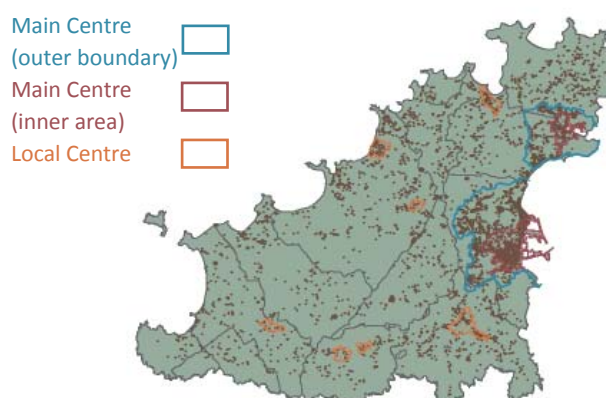 Main Centre
(outer boundary)
Main Centre
(inner area)
Local Centre